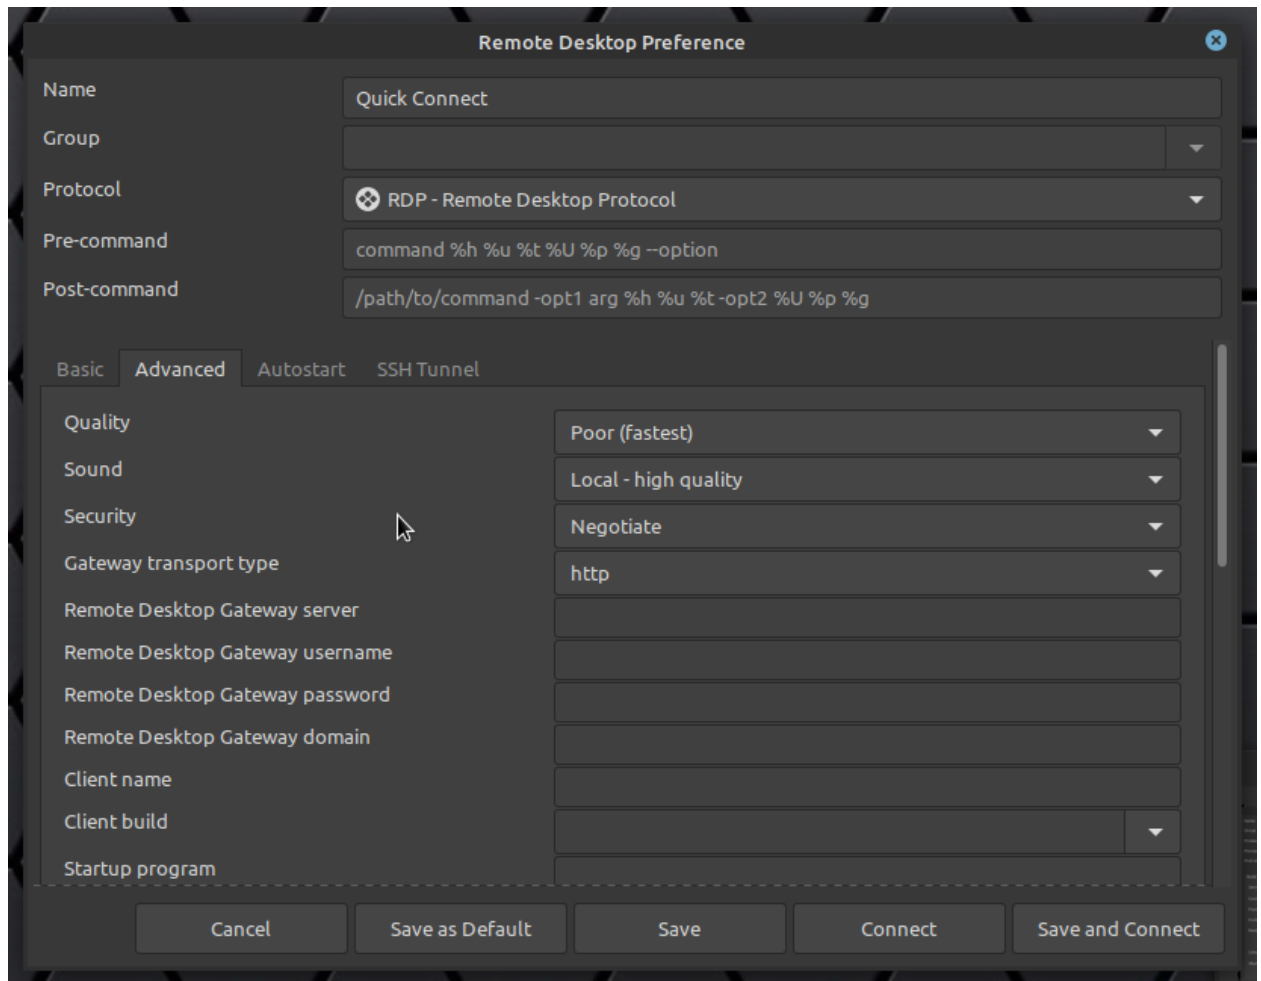 Remote Desktop Preference
Name
Quick Connect
Group
Protocol
RDP - Remote Desktop Protocol
Pre-command
command %h %u %t %U %p %g --option
Post-command
/path/to/command -opt1 arg %h %u %t -opt2 %U %p %g
Basic Advanced Autostart SSH Tunnel
Quality
Poor (fastest)
Sound
Local - high quality
Security
Negotiate
Gateway transport type
http
Remote Desktop Gateway server
Remote Desktop Gateway username
Remote Desktop Gateway password
Remote Desktop Gateway domain
Client name
Client build
Startup program
Cancel Save as Default Save Connect Save and Connect